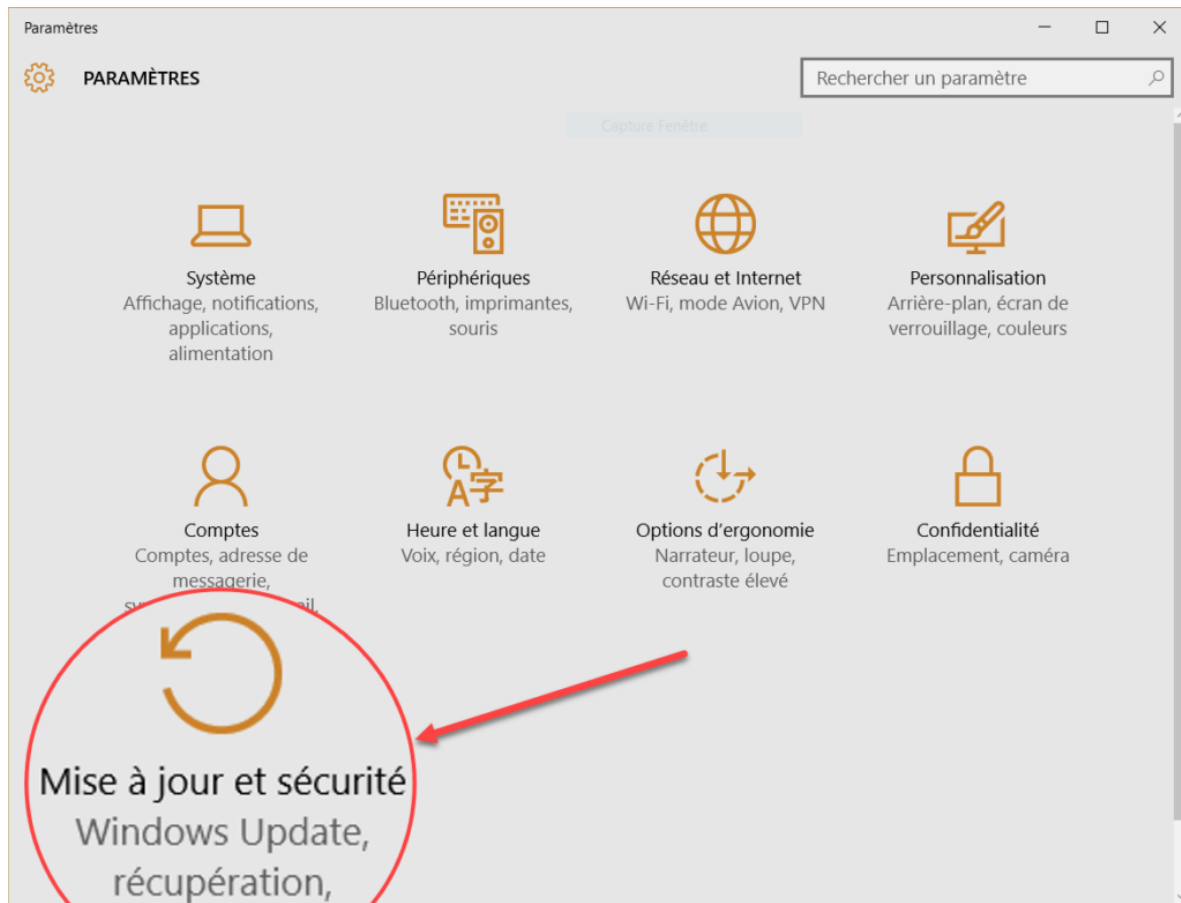 Paramètres
PARAMÈTRES
Rechercher un paramètre
Capture Fenêtre
Système
Affichage, notifications,
applications,
alimentation
Périphériques
Bluetooth, imprimantes,
souris
Réseau et Internet
Wi-Fi, mode Avion, VPN
Personnalisation
Arrière-plan, écran de
verrouillage, couleurs
Comptes
Comptes, adresse de
messagerie,
Heure et langue
Voix, région, date
Options d'ergonomie
Narrateur, loupe,
contraste élevé
Confidentialité
Emplacement, caméra
Mise à jour et sécurité
Windows Update,
récupération,